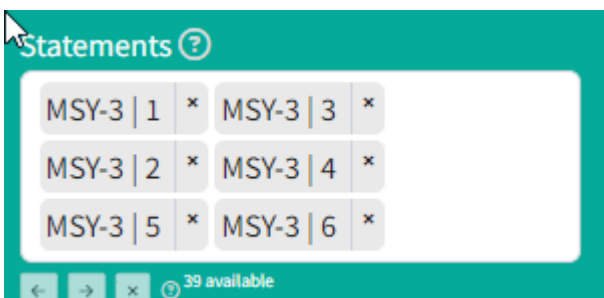 Statements ?
MSY-3 | 1 × MSY-3 | 3 ×
MSY-3 | 2 × MSY-3 | 4 ×
MSY-3 | 5 × MSY-3 | 6 ×
← → × ? 39 available